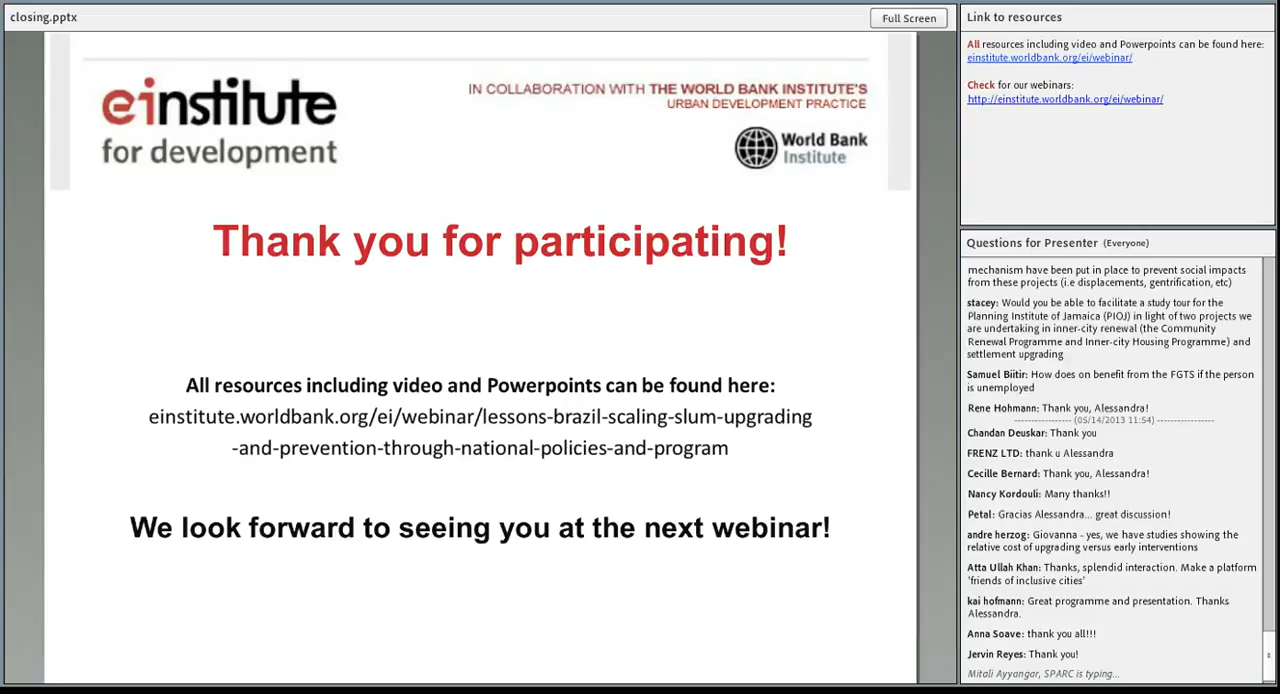 closing.pptx
Full Screen
einstitute
for development
IN COLLABORATION WITH THE WORLD BANK INSTITUTE'S
URBAN DEVELOPMENT PRACTICE
World Bank
Institute
Thank you for participating!
All resources including video and Powerpoints can be found here:
einstitute.worldbank.org/ei/webinar/lessons-brazil-scaling-slum-upgrading
-and-prevention-through-national-policies-and-program
We look forward to seeing you at the next webinar!
Link to resources
All resources including video and Powerpoints can be found here:
einstitute.worldbank.org/ei/webinar/
Check for our webinars:
http://einstitute.worldbank.org/ei/webinar/
Questions for Presenter (Everyone)
mechanism have been put in place to prevent social impacts
from these projects (i.e displacements, gentrification, etc)
stacey: Would you be able to facilitate a study tour for the
Planning Institute of Jamaica (PIOJ) in light of two projects we
are undertaking in inner-city renewal (the Community
Renewal Programme and Inner-city Housing Programme) and
settlement upgrading
Samuel Biitir: How does on benefit from the FGTS if the person
is unemployed
Rene Hohmann: Thank you, Alessandra!
----------------- (05/14/2013 11:54) -----------------
Chandan Deuskar: Thank you
FRENZ LTD: thank u Alessandra
Cecille Bernard: Thank you, Alessandra!
Nancy Kordouli: Many thanks!!
Petal: Gracias Alessandra... great discussion!
andre herzog: Giovanna - yes, we have studies showing the
relative cost of upgrading versus early interventions
Atta Ullah Khan: Thanks, splendid interaction. Make a platform
'friends of inclusive cities'
kai hofmann: Great programme and presentation. Thanks
Alessandra.
Anna Soave: thank you all!!!
Jervin Reyes: Thank you!
Mitali Ayyangar, SPARC is typing...